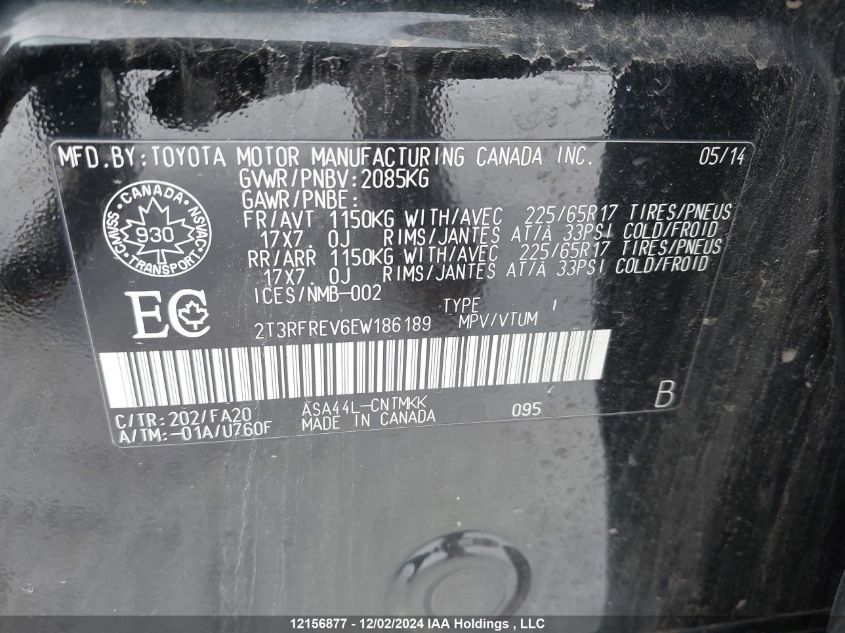 MFD.BY:TOYOTA MOTOR MANUFACTURING CANADA INC. 05/14
GVWR/PNBV:2085KG
GAWR/PNBE:
FR/AVT 1150KG WITH/AVEC 225/65R17 TIRES/PNEUS
17X7.0J RIMS/JANTES AT/À 33PSI COLD/FROID
RR/ARR 1150KG WITH/AVEC 225/65R17 TIRES/PNEUS
17X7.0J RIMS/JANTES AT/À 33PSI COLD/FROID
ICES/NMB-002
CANADA
CMVSS NSVAC
930
TRANSPORT
EC
TYPE
2T3RFREV6EW186189 MPV/VTUM
C/TR:202/FA20 ASA44L-CNTMKK
A/TM:-01A/U760F MADE IN CANADA 095 B
12156877 - 12/02/2024 IAA Holdings , LLC